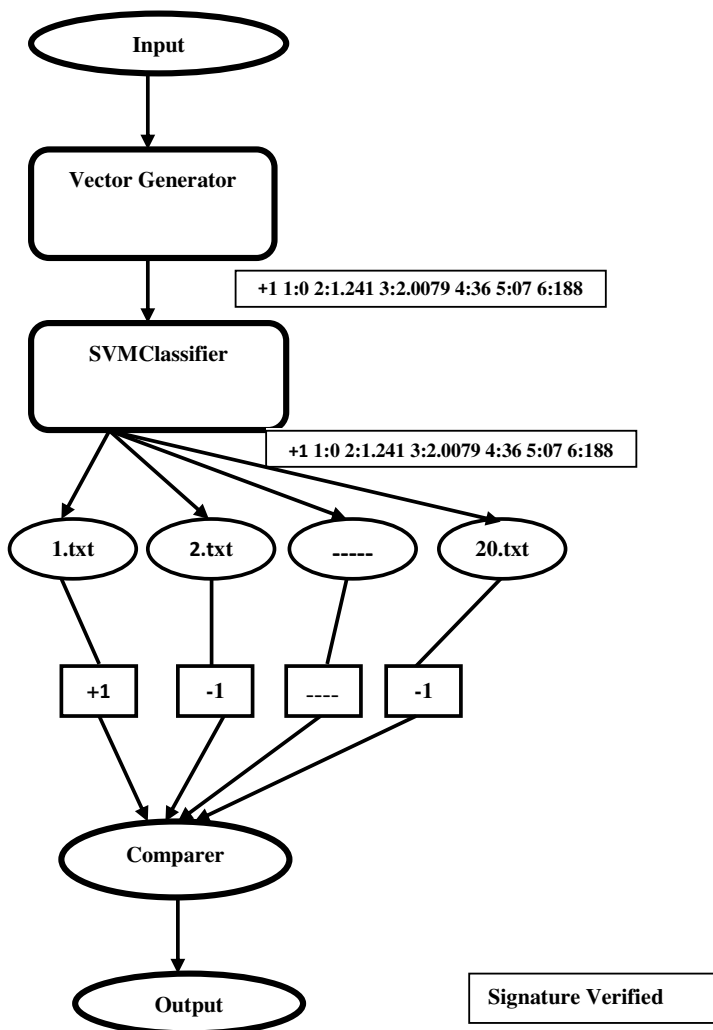 Input
Vector Generator
+1 1:0 2:1.241 3:2.0079 4:36 5:07 6:188
SVMClassifier
+1 1:0 2:1.241 3:2.0079 4:36 5:07 6:188
1.txt
2.txt
-----
20.txt
+1
-1
----
-1
Comparer
Output
Signature Verified